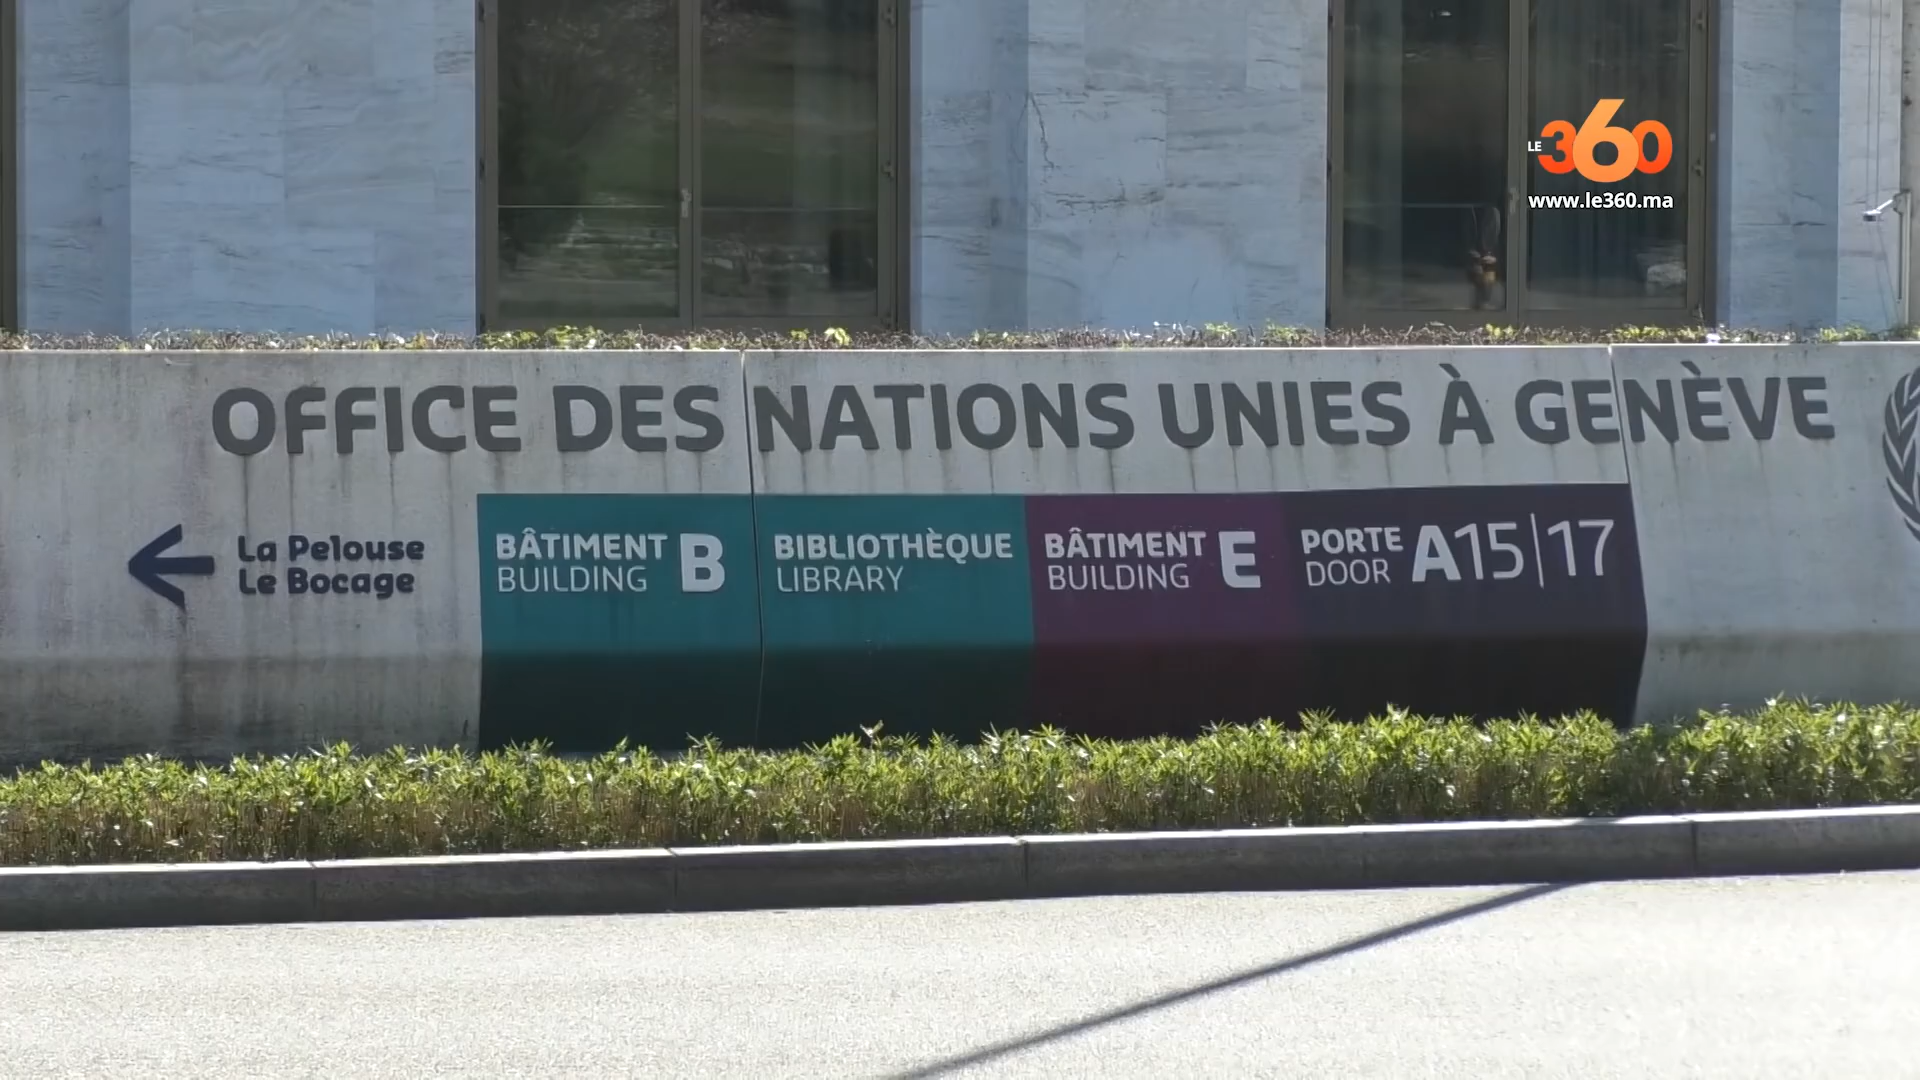 LE 360
www.le360.ma
OFFICE DES NATIONS UNIES À GENÈVE
La Pelouse
Le Bocage
BÂTIMENT B
BUILDING
BIBLIOTHÈQUE
LIBRARY
BÂTIMENT E
BUILDING
PORTE A15|17
DOOR